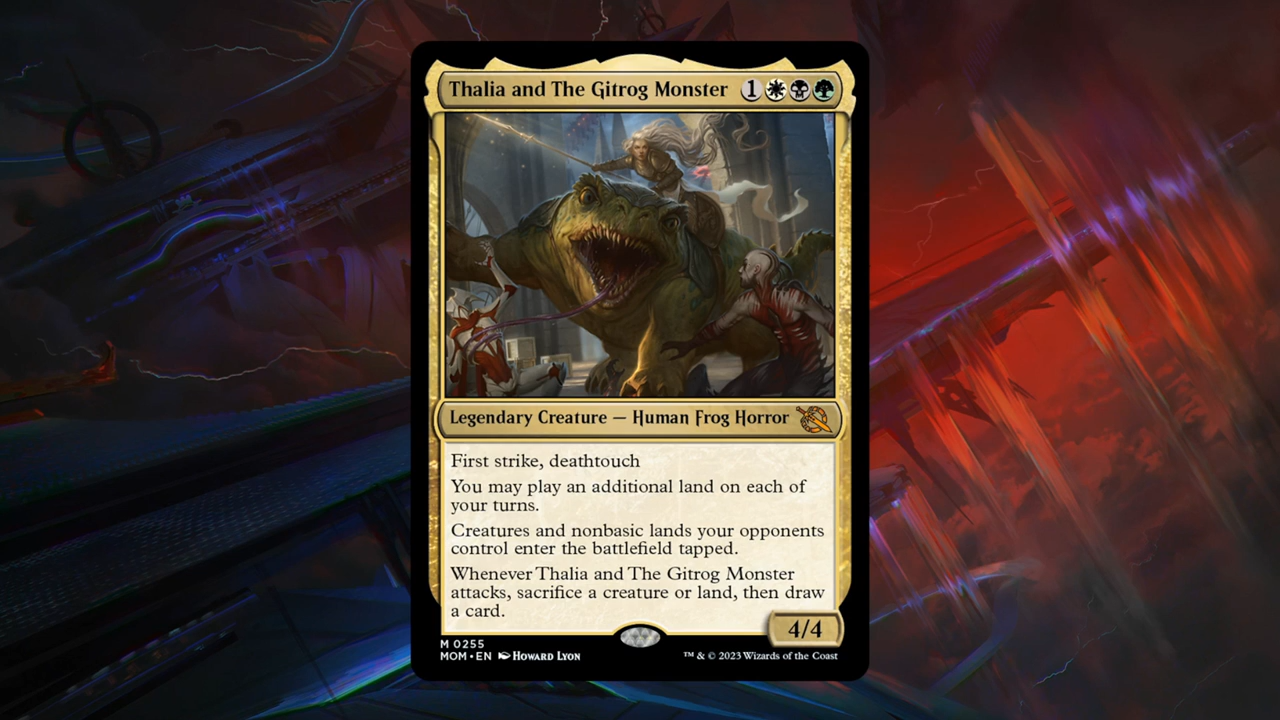 Thalia and The Gitrog Monster 1
Legendary Creature — Human Frog Horror
First strike, deathtouch
You may play an additional land on each of
your turns.
Creatures and nonbasic lands your opponents
control enter the battlefield tapped.
Whenever Thalia and The Gitrog Monster
attacks, sacrifice a creature or land, then draw
a card.
4/4
M 0255
MOM • EN Howard Lyon ™ & © 2023 Wizards of the Coast